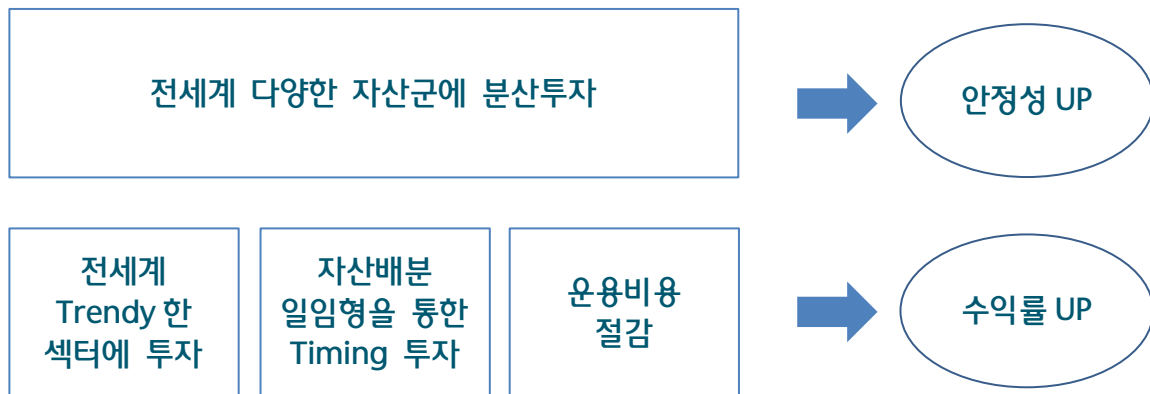 전세계 다양한 자산군에 분산투자
안정성 UP
전세계
Trendy 한
섹터에 투자
자산배분
일임형을 통한
Timing 투자
운용비용
절감
수익률 UP